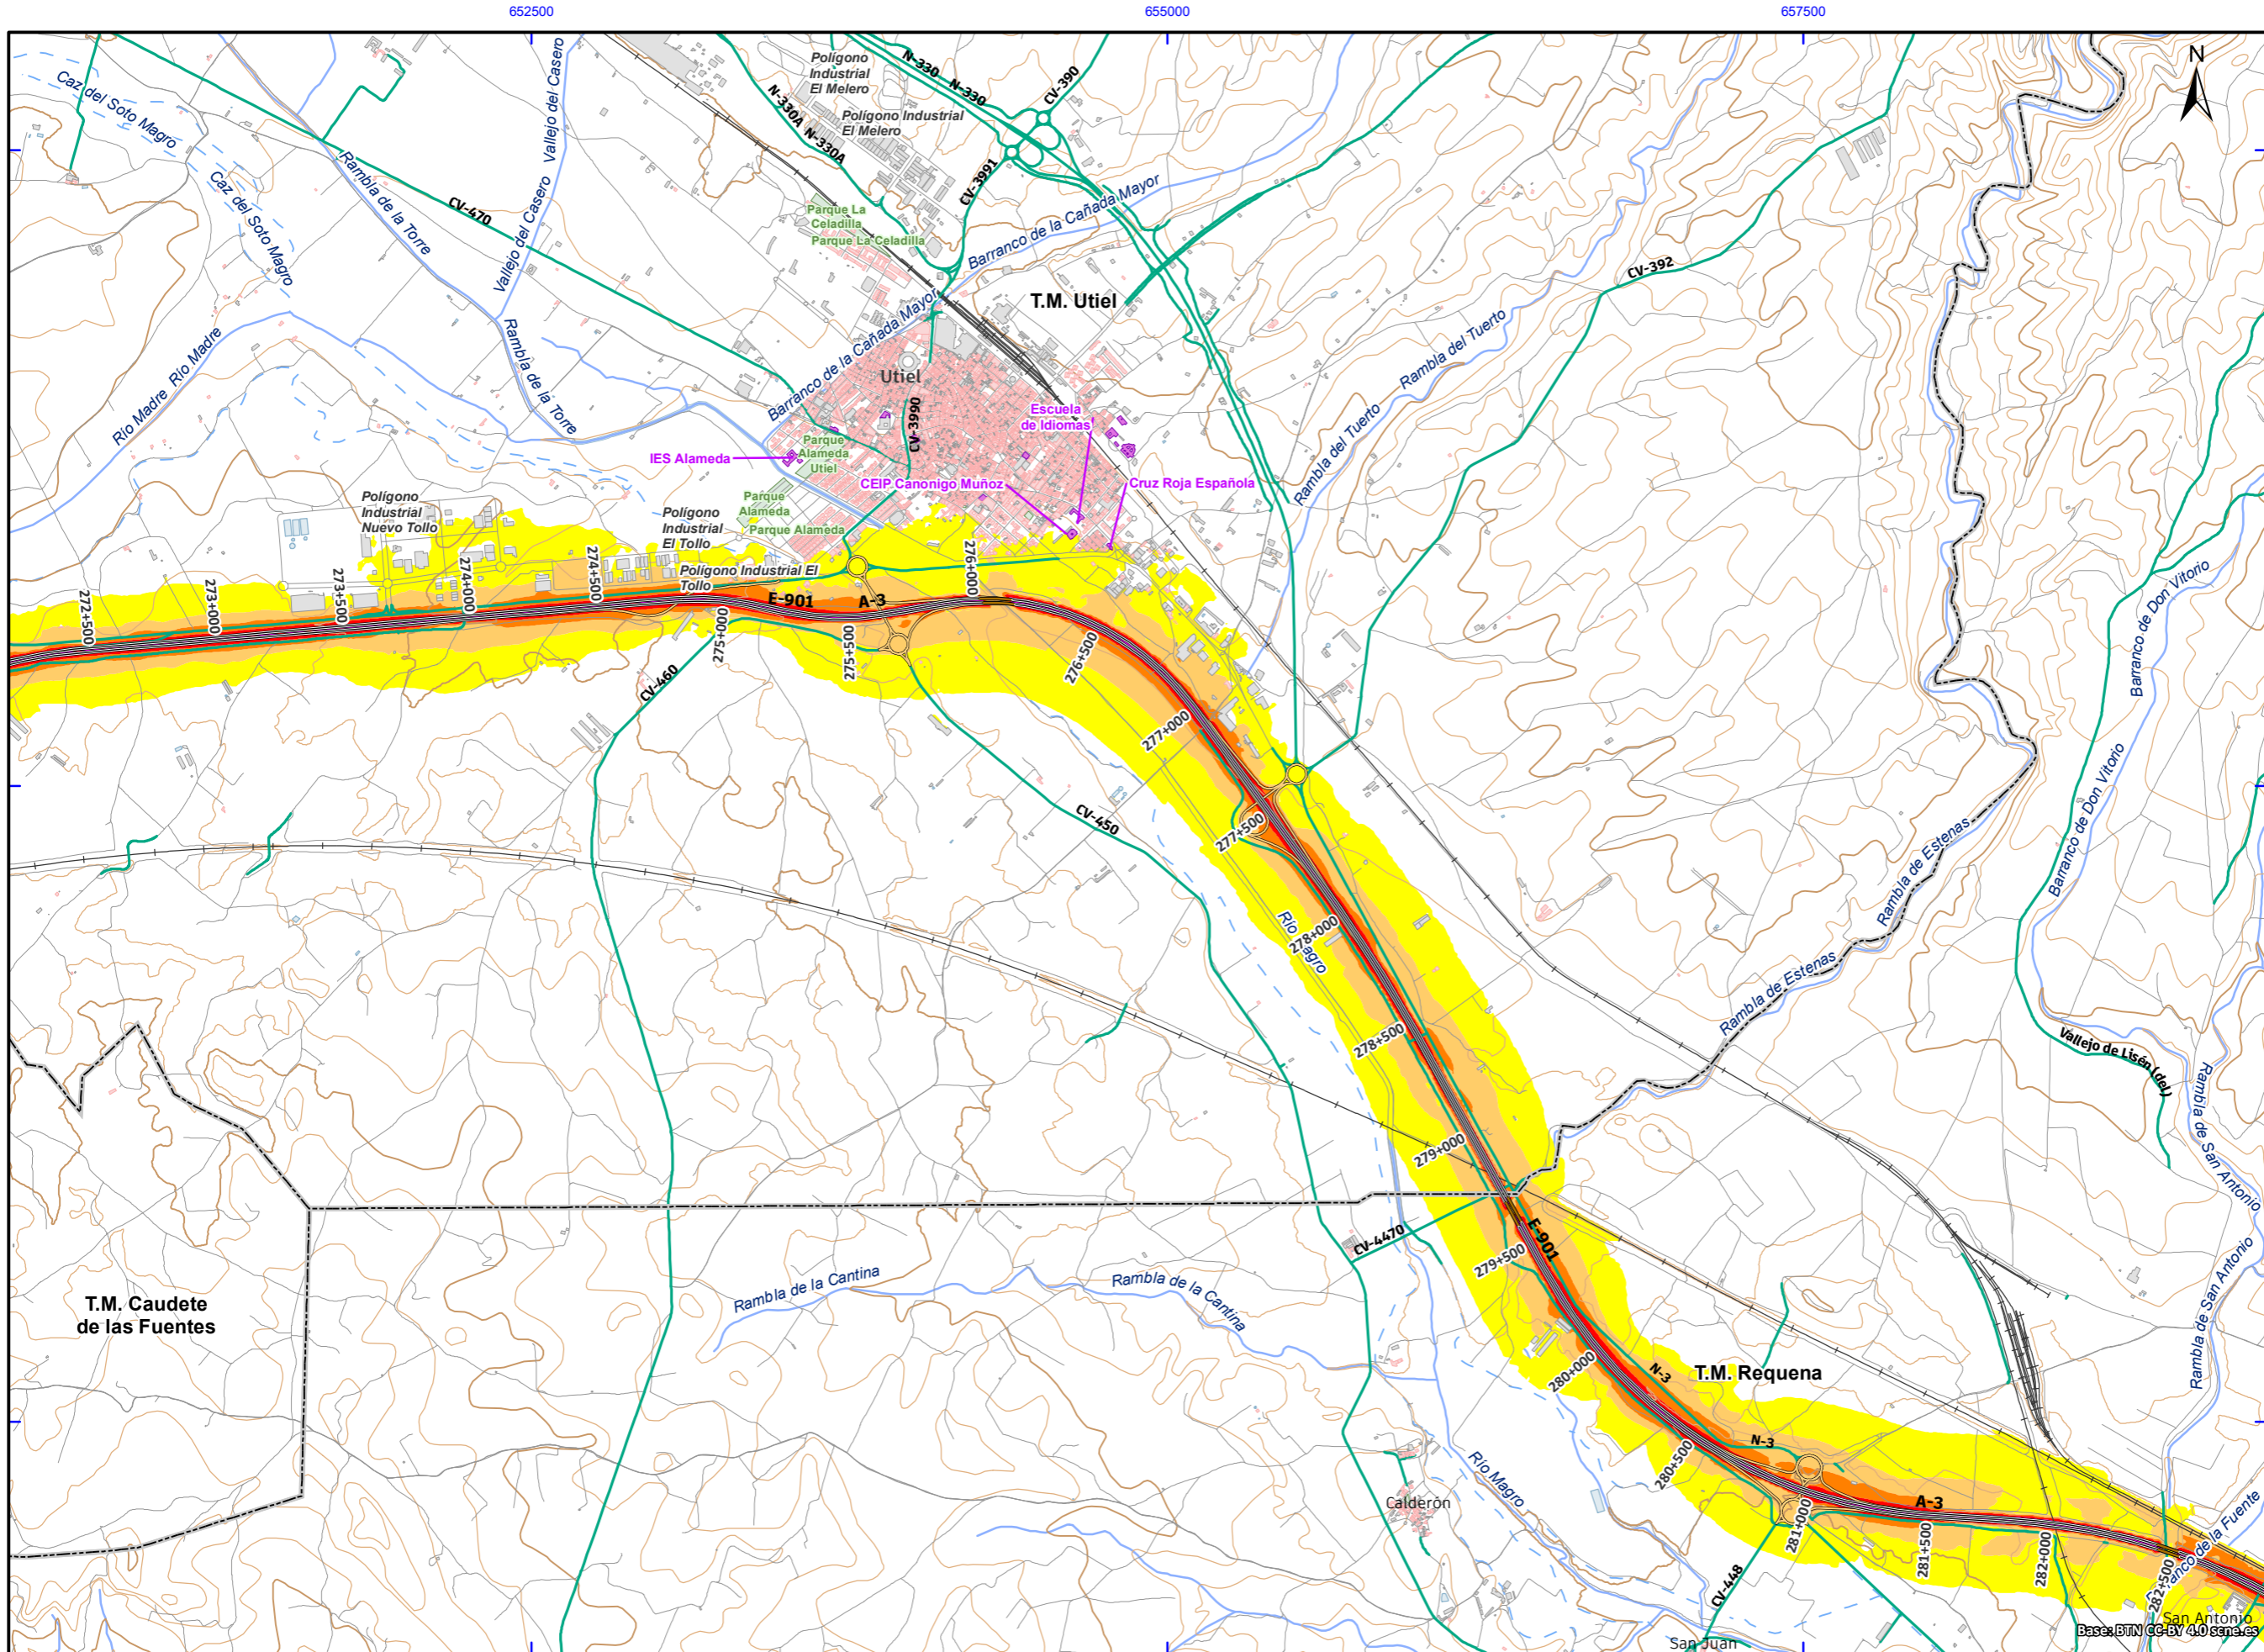 652500
655000
657500
N
Caz del Soto Magro
Caz del Soto Magro
Rambla de la Torre
CV-470
Vallejo del Casero
Vallejo del Casero
Rambla de la Torre
Río Madre
Río Madre
Polígono
Industrial
El Melero
N-330
N-330
CV-390
N-330A
N-330A
Polígono Industrial
El Melero
CV-3991
Parque La
Celadilla
Parque La Celadilla
Barranco de la Cañada Mayor
T.M. Utiel
CV-392
Barranco de la Cañada Mayor
Utiel
CV-3990
Rambla del Tuerto
Rambla del Tuerto
Escuela
de Idiomas
IES Alameda
Parque
Alameda
Utiel
CEIP Canonigo Muñoz
Cruz Roja Española
Polígono
Industrial
Nuevo Tollo
Polígono
Industrial
El Tollo
Parque
Alameda
Parque Alameda
Polígono Industrial El
Tollo
272+500
273+000
273+500
274+000
274+500
275+000
275+500
276+000
276+500
E-901
A-3
CV-460
277+000
CV-450
277+500
Río Magro
278+000
278+500
279+000
Barranco de Don Vitorio
Barranco de Don Vitorio
Rambla de Estenas
Rambla de Estenas
Vallejo de Lisén (del)
Rambla de San Antonio
Rambla de San Antonio
CV-4470
E-901
279+500
Rambla de la Cantina
Rambla de la Cantina
T.M. Caudete
de las Fuentes
280+000
N-3
T.M. Requena
N-3
280+500
Río Magro
Calderón
A-3
281+000
281+500
282+000
282+500
CV-448
San Antonio
San Juan
Base: BTN CC-BY 4.0 scne.es